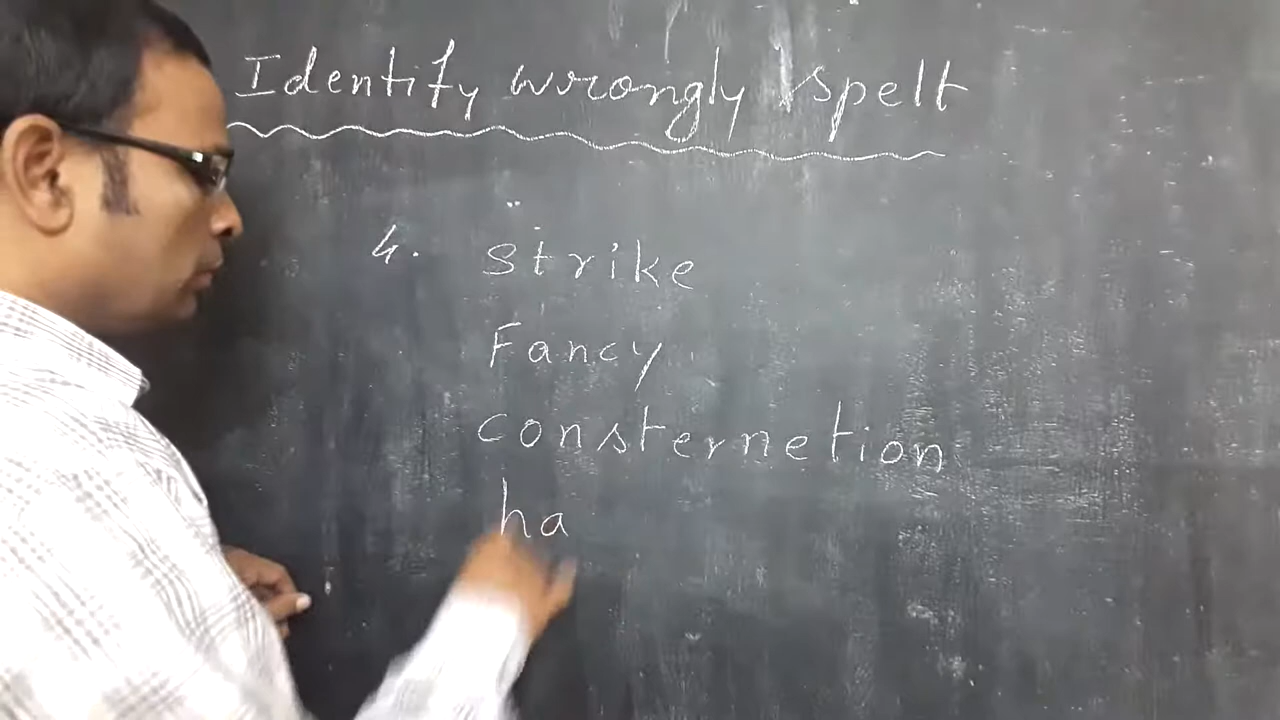 Identify wrongly spelt
4. strike
Fancy
consternetion
ha